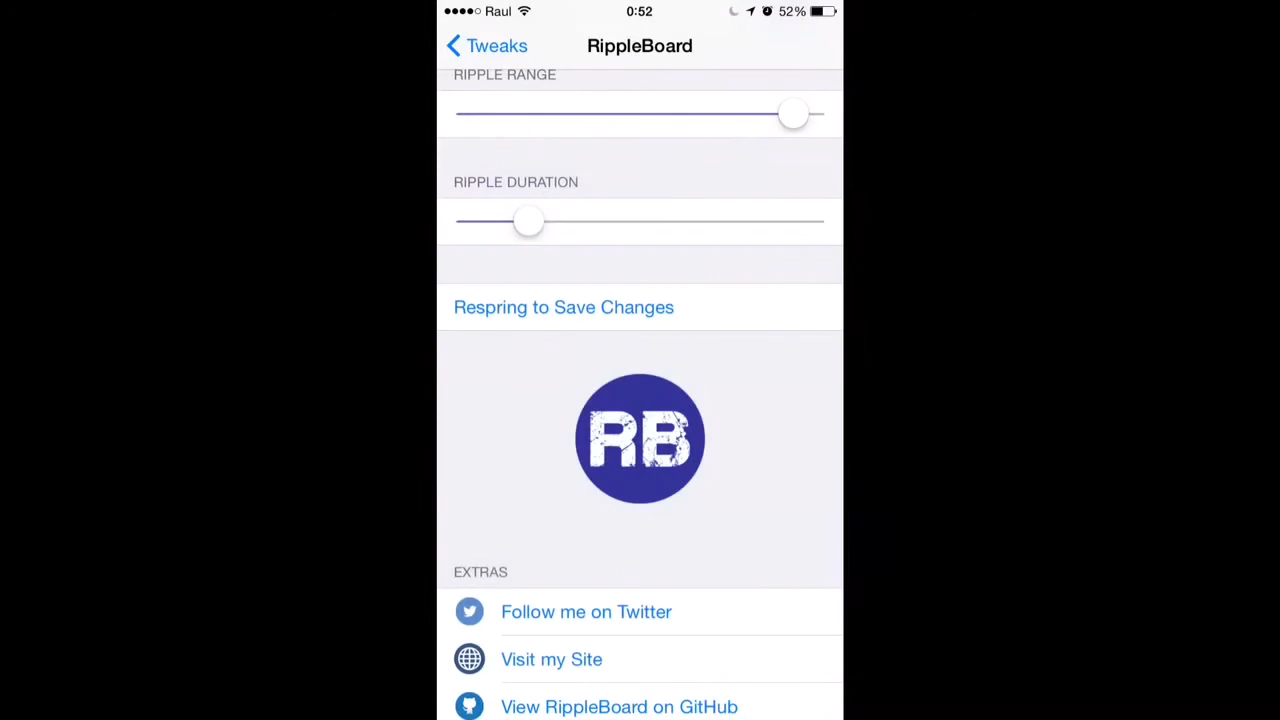 Raul 0:52 52%
Tweaks RippleBoard
RIPPLE RANGE
RIPPLE DURATION
Respring to Save Changes
RB
EXTRAS
Follow me on Twitter
Visit my Site
View RippleBoard on GitHub